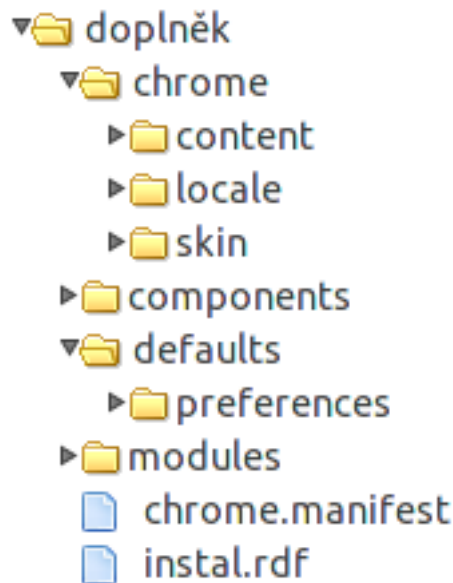 doplněk
chrome
content
locale
skin
components
defaults
preferences
modules
chrome.manifest
instal.rdf